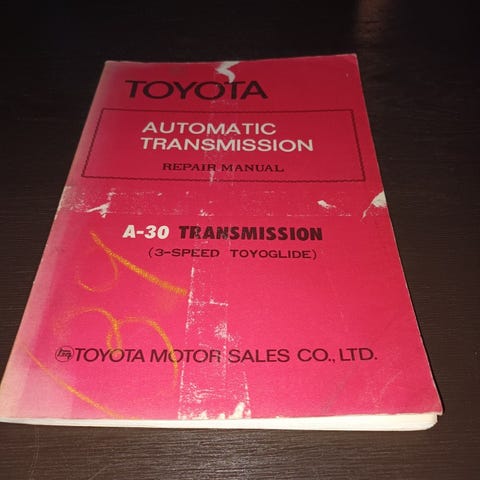 TOYOTA
AUTOMATIC
TRANSMISSION
REPAIR MANUAL
A-30 TRANSMISSION
(3-SPEED TOYOGLIDE)
TOYOTA MOTOR SALES CO., LTD.